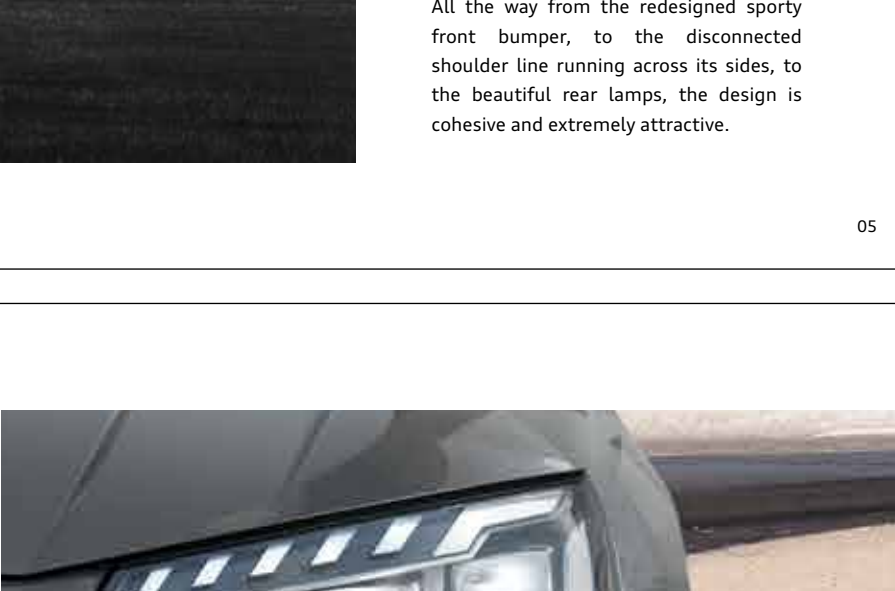 All the way from the redesigned sporty
front bumper, to the disconnected
shoulder line running across its sides, to
the beautiful rear lamps, the design is
cohesive and extremely attractive.
05